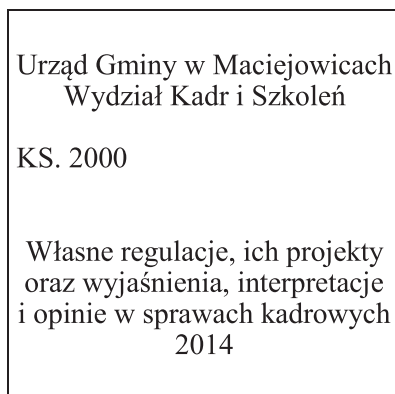 Urząd Gminy w Maciejowicach
Wydział Kadr i Szkoleń
KS. 2000
Własne regulacje, ich projekty
oraz wyjaśnienia, interpretacje
i opinie w sprawach kadrowych
2014